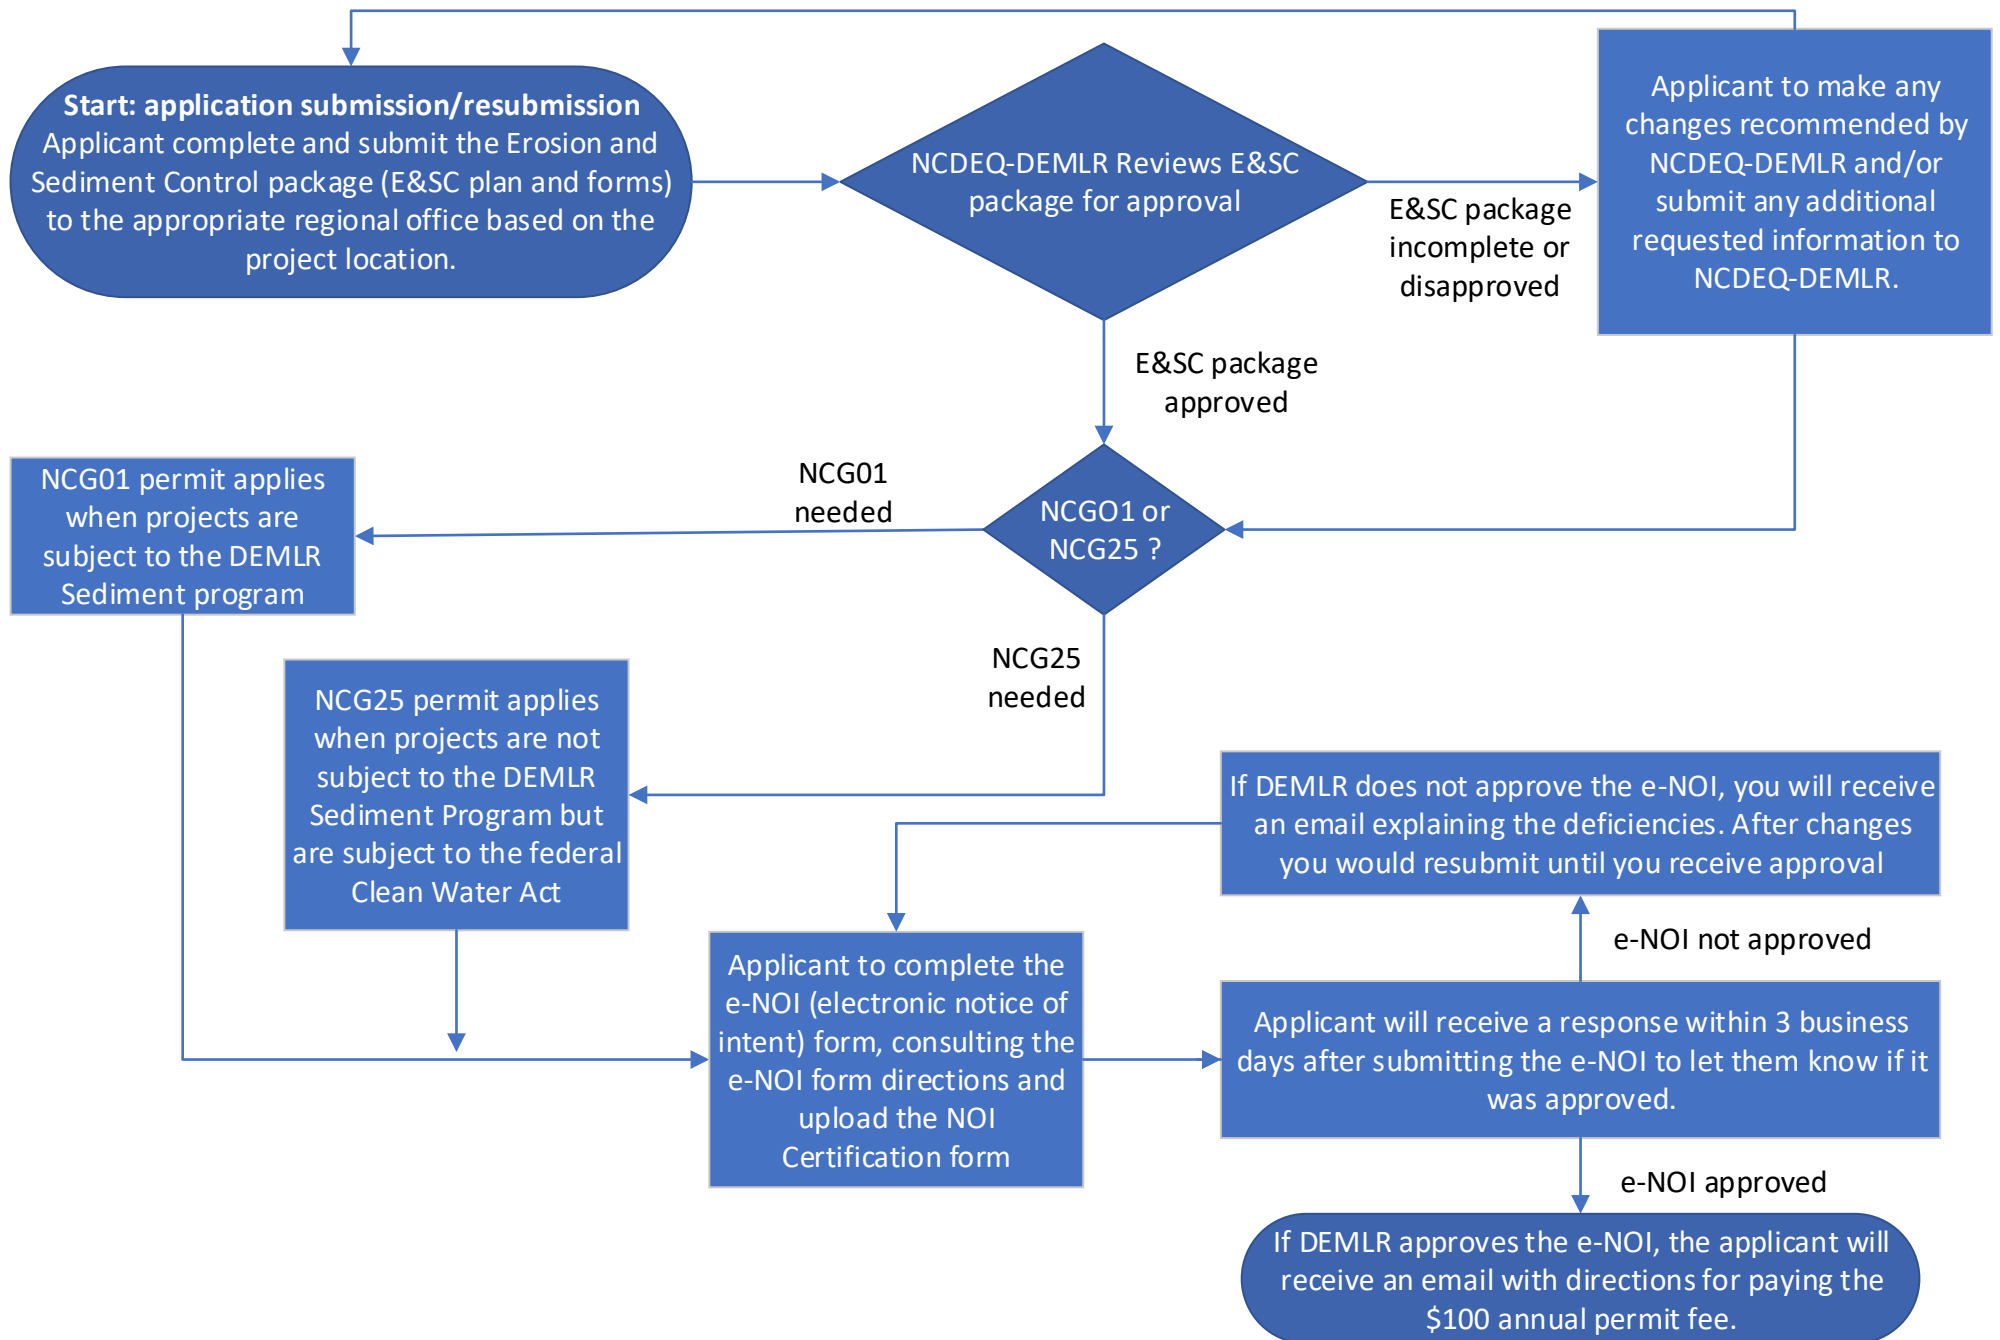 Start: application submission/resubmission
Applicant complete and submit the Erosion and
Sediment Control package (E&SC plan and forms)
to the appropriate regional office based on the
project location.
NCDEQ-DEMLR Reviews E&SC
package for approval
E&SC package
incomplete or
disapproved
Applicant to make any
changes recommended by
NCDEQ-DEMLR and/or
submit any additional
requested information to
NCDEQ-DEMLR.
E&SC package
approved
NCGO1 or
NCG25 ?
NCG01
needed
NCG01 permit applies
when projects are
subject to the DEMLR
Sediment program
NCG25
needed
NCG25 permit applies
when projects are not
subject to the DEMLR
Sediment Program but
are subject to the federal
Clean Water Act
Applicant to complete the
e-NOI (electronic notice of
intent) form, consulting the
e-NOI form directions and
upload the NOI
Certification form
If DEMLR does not approve the e-NOI, you will receive
an email explaining the deficiencies. After changes
you would resubmit until you receive approval
e-NOI not approved
Applicant will receive a response within 3 business
days after submitting the e-NOI to let them know if it
was approved.
e-NOI approved
If DEMLR approves the e-NOI, the applicant will
receive an email with directions for paying the
$100 annual permit fee.